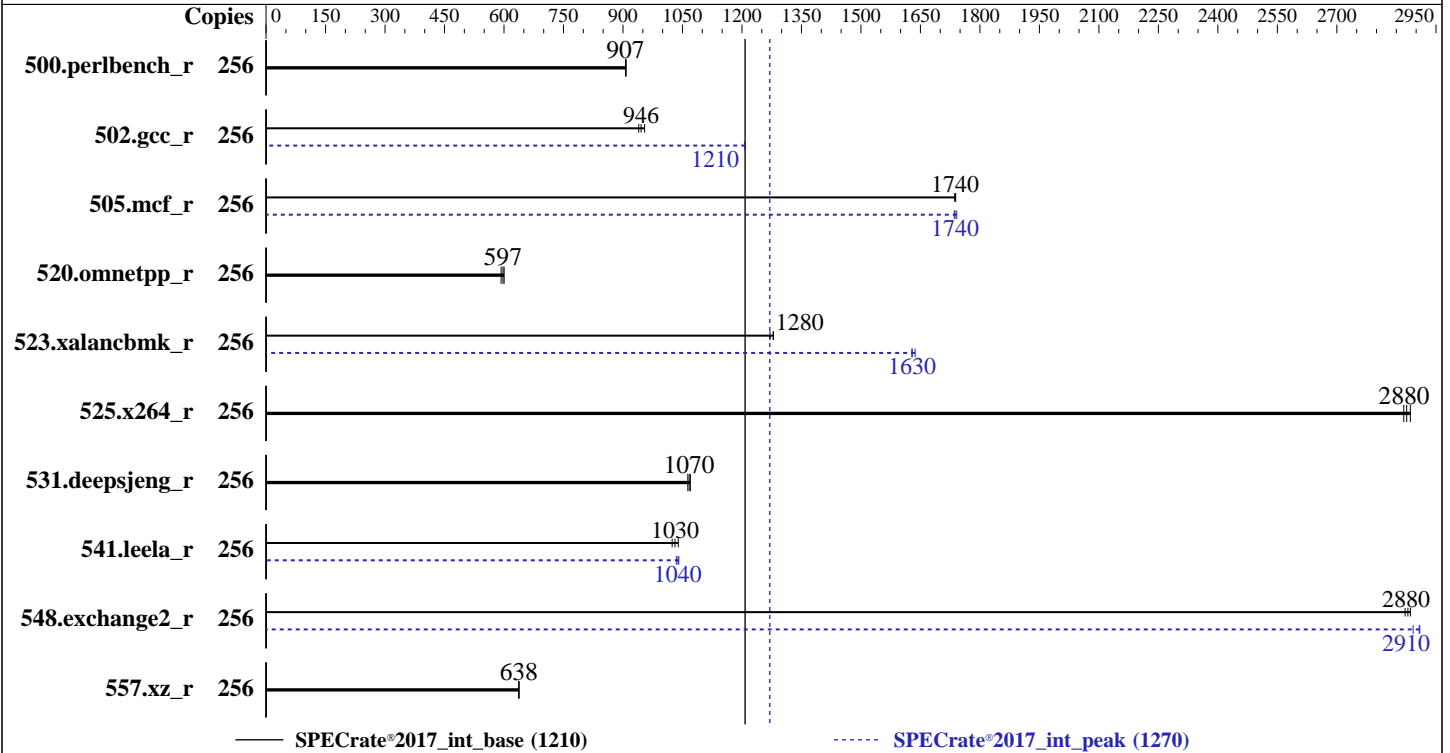 Copies 0 150 300 450 600 750 900 1050 1200 1350 1500 1650 1800 1950 2100 2250 2400 2550 2700 2950
500.perlbench_r 256 907
502.gcc_r 256 946
1210
505.mcf_r 256 1740
1740
520.omnetpp_r 256 597
523.xalancbmk_r 256 1280
1630
525.x264_r 256 2880
531.deepsjeng_r 256 1070
541.leela_r 256 1030
1040
548.exchange2_r 256 2880
2910
557.xz_r 256 638
SPECrate®2017_int_base (1210) SPECrate®2017_int_peak (1270)